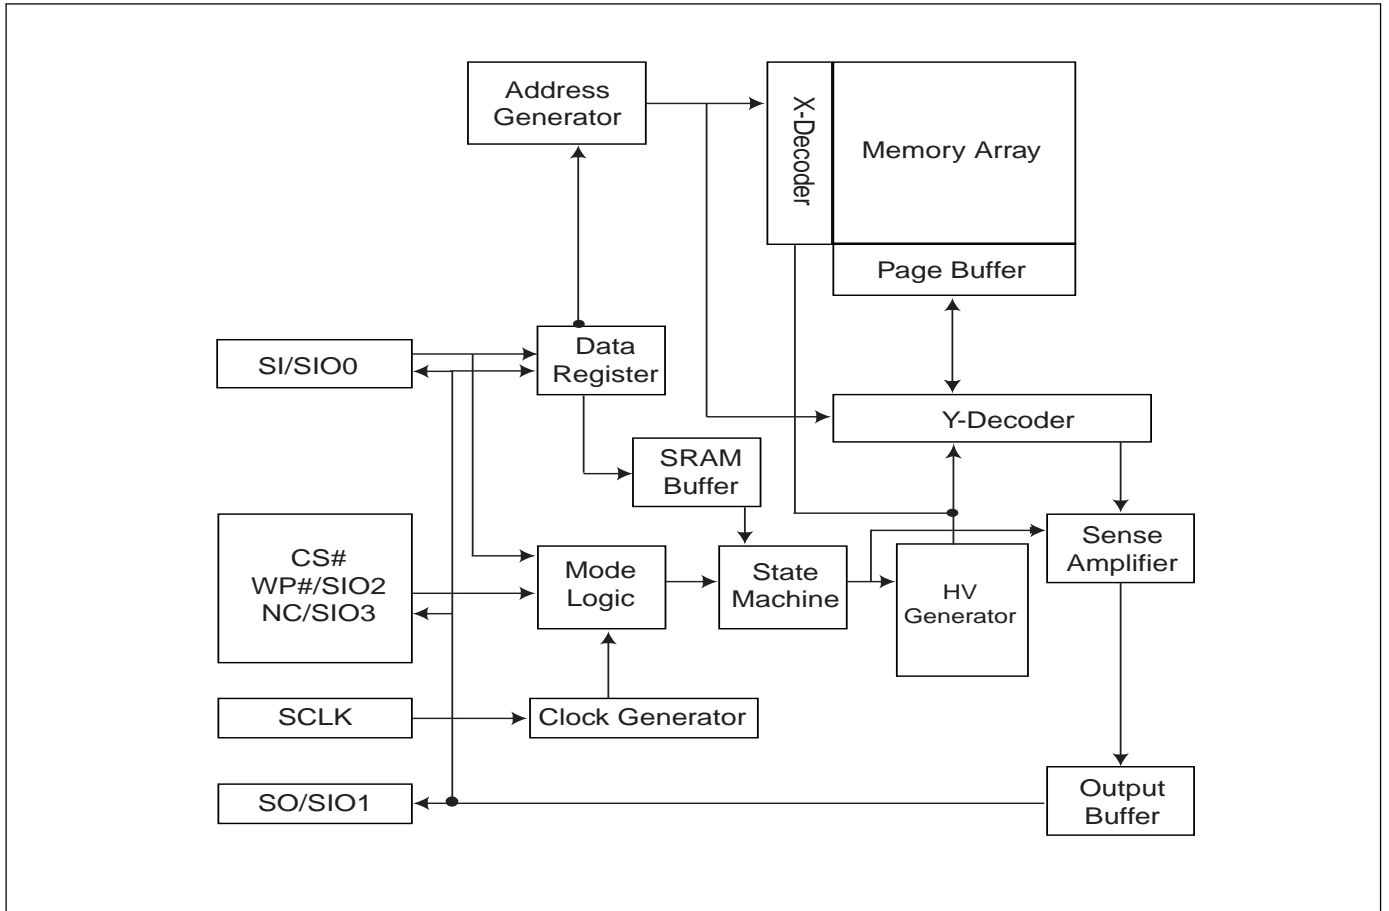 Address
Generator
X-Decoder
Memory Array
Page Buffer
SI/SIO0
Data
Register
Y-Decoder
SRAM
Buffer
CS#
WP#/SIO2
NC/SIO3
Mode
Logic
State
Machine
HV
Generator
Sense
Amplifier
SCLK
Clock Generator
SO/SIO1
Output
Buffer